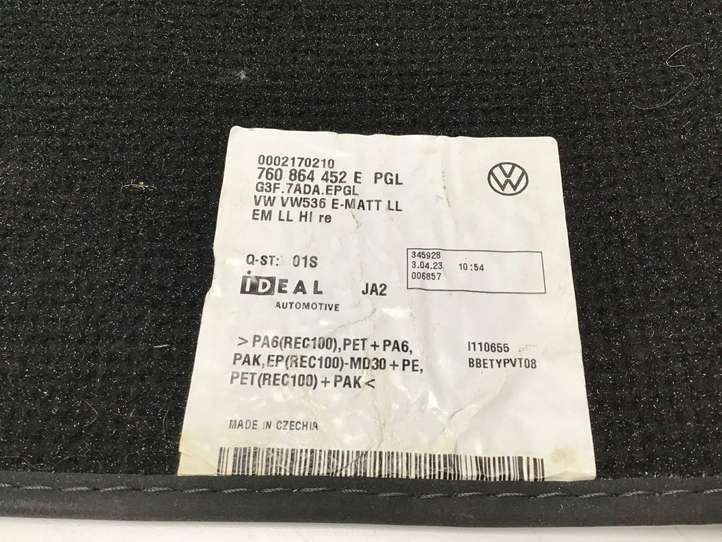 0002170210
760 864 452 E PGL
G3F.7ADA.EPGL
VW VW536 E-MATT LL
EM LL HI re
Q-ST: 01S
345928
3.04.23 10:54
006857
iDEAL
AUTOMOTIVE
JA2
>PA6(REC100),PET+PA6,
PAK,EP(REC100)-MD30+PE,
PET(REC100)+PAK<
I110655
BBETYPVT08
MADE IN CZECHIA